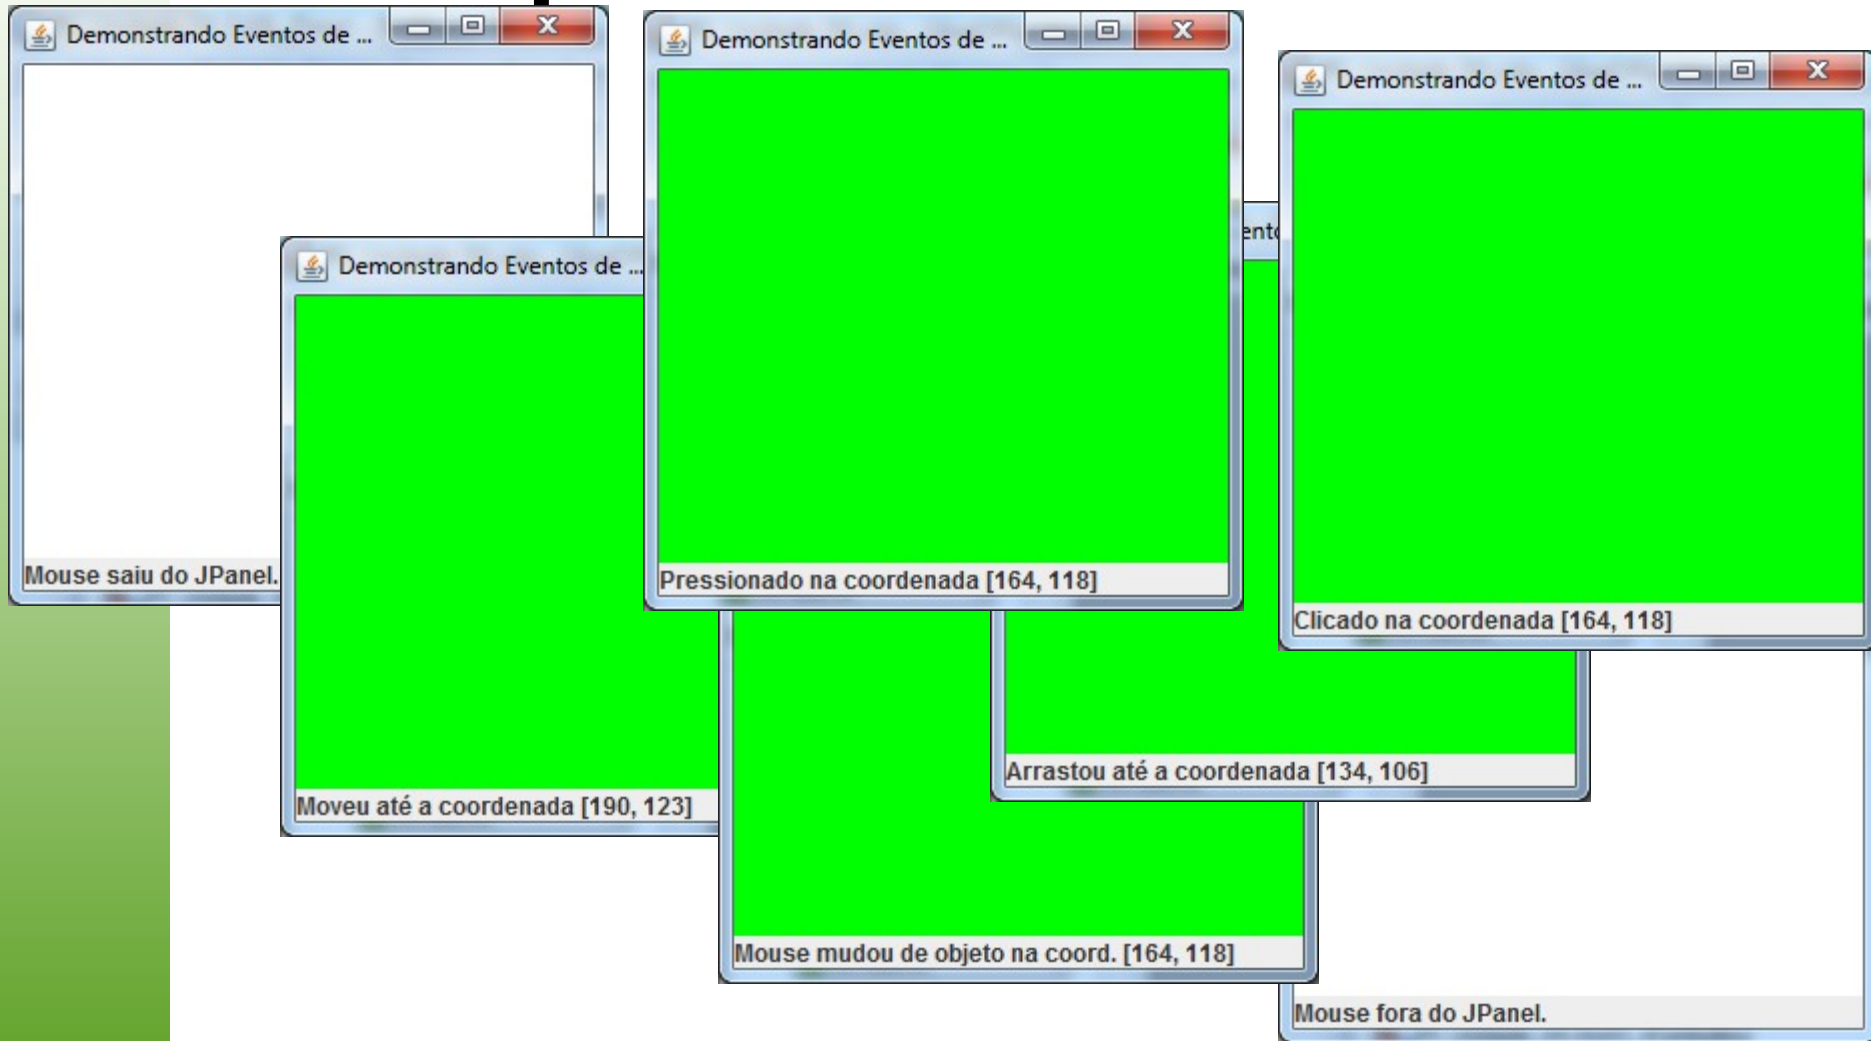 Demonstrando Eventos de ...
Mouse saiu do JPanel.
Demonstrando Eventos de ...
Moveu até a coordenada [190, 123]
Demonstrando Eventos de ...
Pressionado na coordenada [164, 118]
Mouse mudou de objeto na coord. [164, 118]
Arrastou até a coordenada [134, 106]
Demonstrando Eventos de ...
Clicado na coordenada [164, 118]
Mouse fora do JPanel.